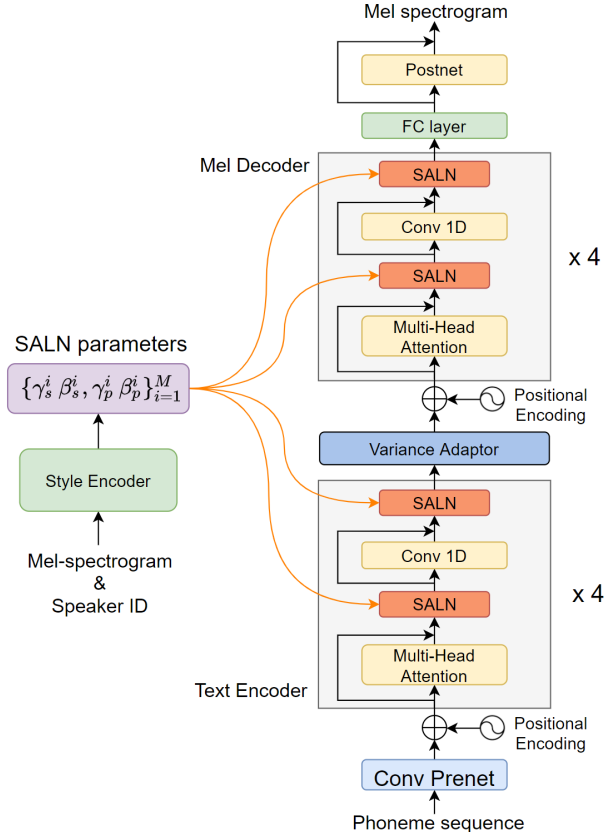 Mel spectrogram
Postnet
FC layer
Mel Decoder
SALN
Conv 1D
SALN
x 4
Multi-Head
Attention
Positional
Encoding
SALN parameters
{γ_s^i β_s^i, γ_p^i β_p^i}_{i=1}^M
Style Encoder
Mel-spectrogram
&
Speaker ID
Variance Adaptor
SALN
Conv 1D
SALN
x 4
Multi-Head
Attention
Text Encoder
Positional
Encoding
Conv Prenet
Phoneme sequence